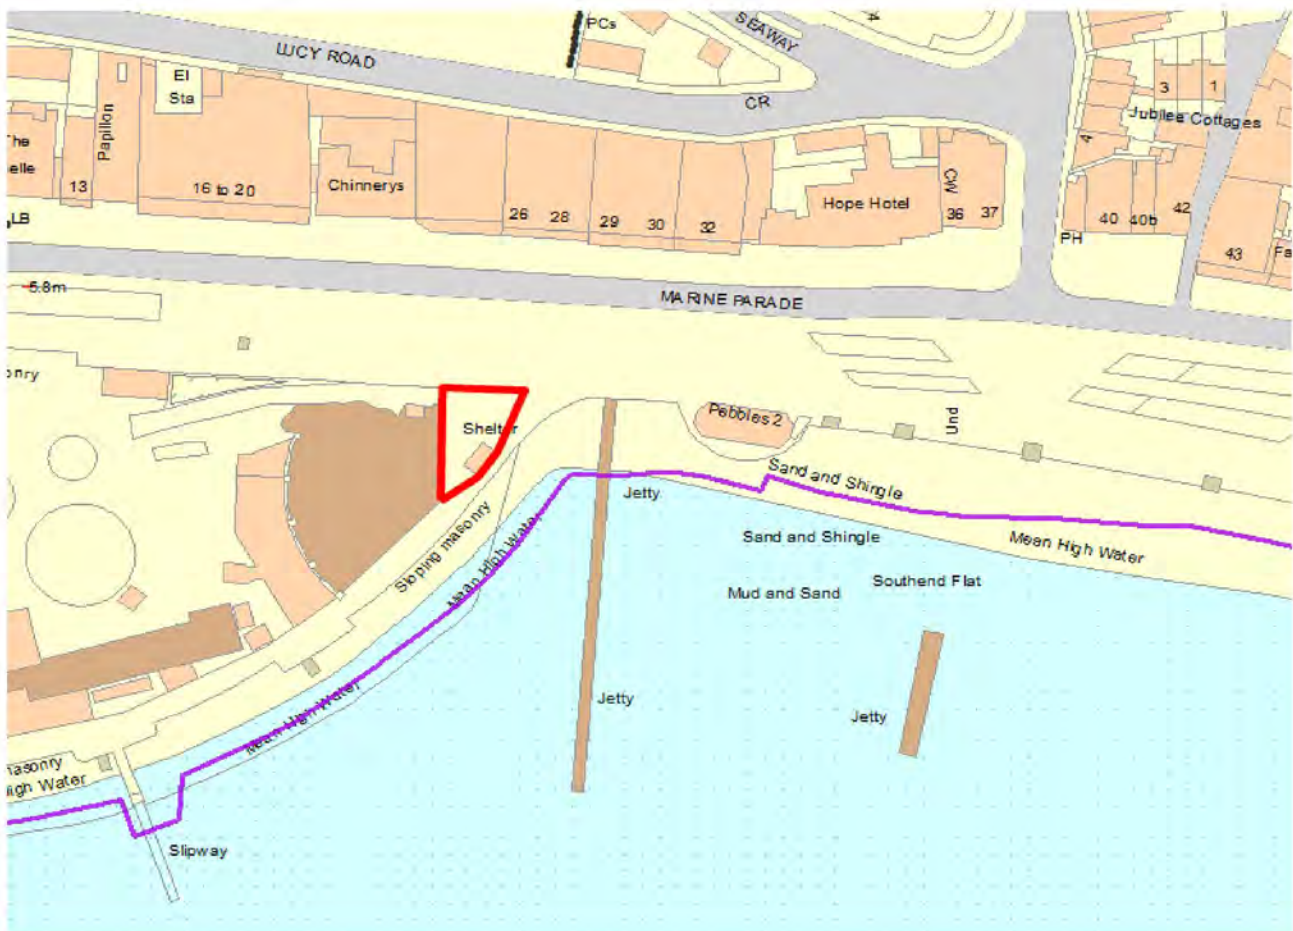 PCs
SEAWAY
LUCY ROAD
CR
El
Sta
Papillon
3
1
Jubilee Cottages
4
The
elle
13
16 to 20
Chinnerys
26
28
29
30
32
Hope Hotel
CW
36
37
40
40b
42
43
PH
LB
5.8m
MARINE PARADE
onry
Shelter
Pebbles 2
Und
Sand and Shingle
Jetty
Sloping masonry
Mean High Water
Sand and Shingle
Mean High Water
Mud and Sand
Southend Flat
Jetty
Jetty
Mean High Water
masonry
High Water
Slipway